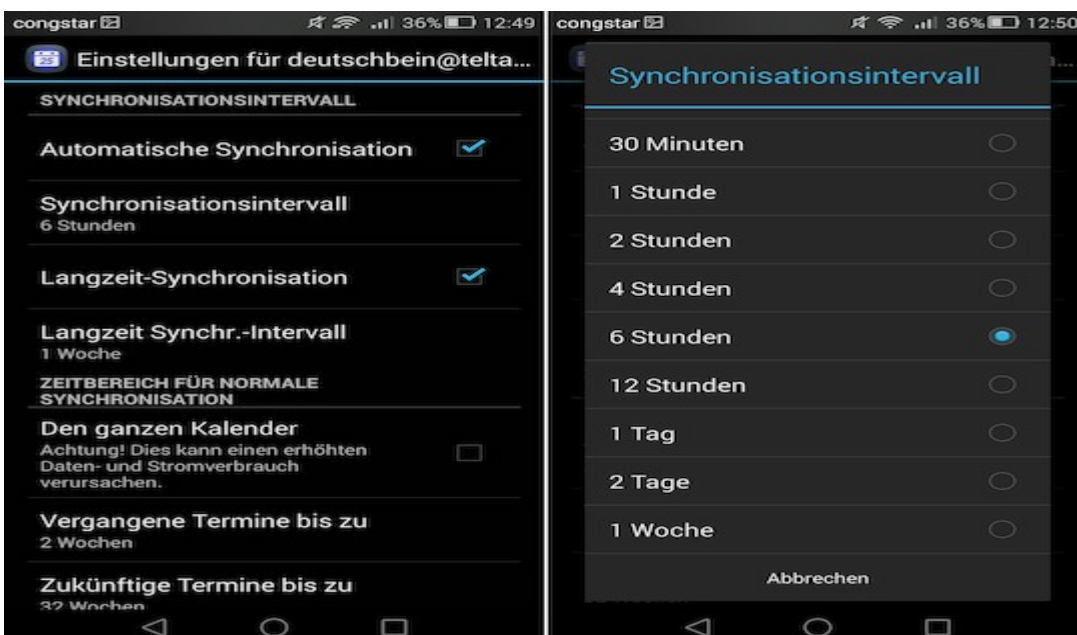 congstar 36% 12:49
Einstellungen für deutschbein@telta...
SYNCHRONISATIONSINTERVALL
Automatische Synchronisation
Synchronisationsintervall
6 Stunden
Langzeit-Synchronisation
Langzeit Synchr.-Intervall
1 Woche
ZEITBEREICH FÜR NORMALE
SYNCHRONISATION
Den ganzen Kalender
Achtung! Dies kann einen erhöhten
Daten- und Stromverbrauch
verursachen.
Vergangene Termine bis zu
2 Wochen
Zukünftige Termine bis zu
32 Wochen
congstar 36% 12:50
Synchronisationsintervall
30 Minuten
1 Stunde
2 Stunden
4 Stunden
6 Stunden
12 Stunden
1 Tag
2 Tage
1 Woche
Abbrechen